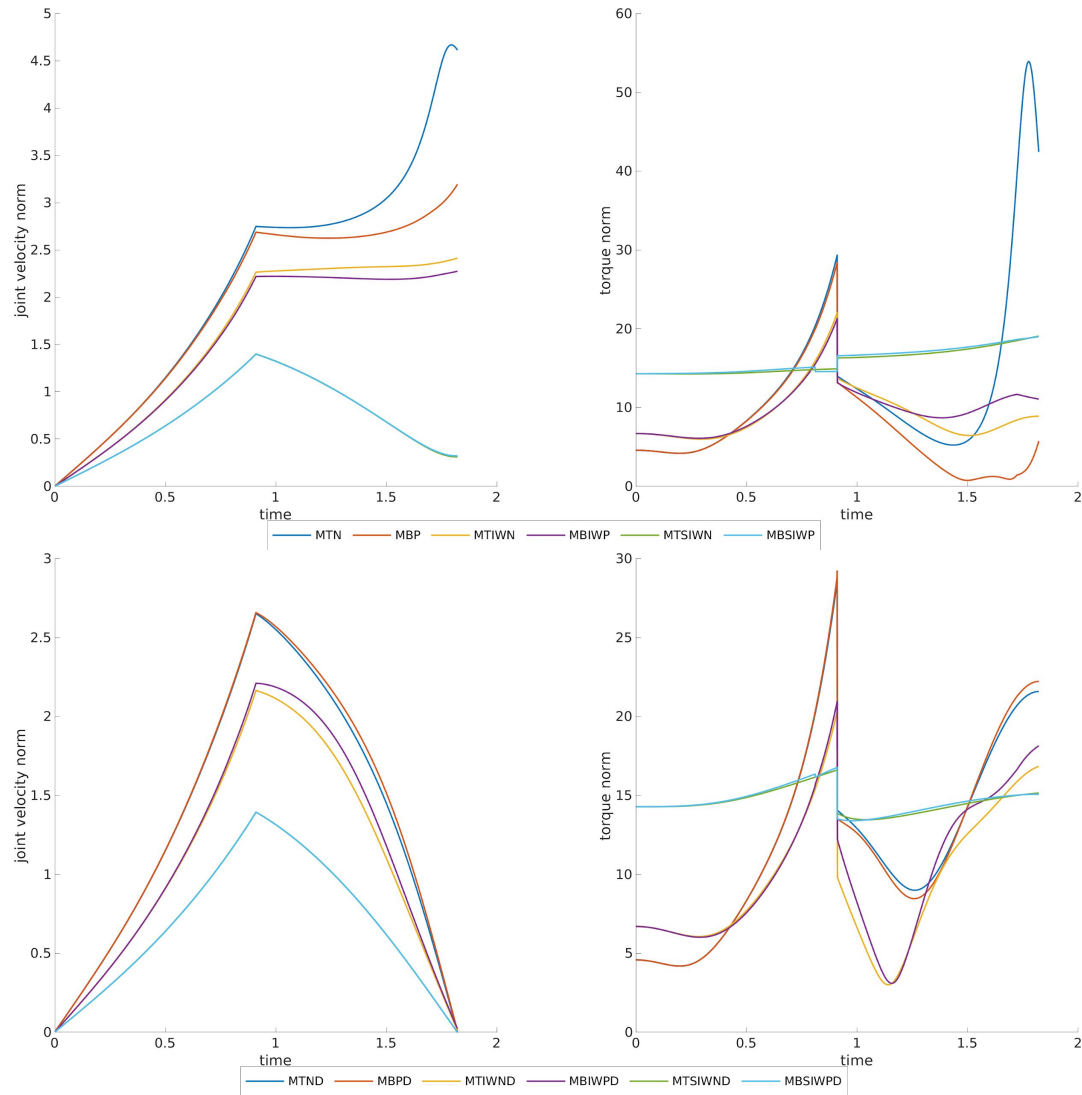 5
4.5
4
3.5
3
2.5
2
1.5
1
0.5
0
joint velocity norm
0 0.5 1 1.5 2
time
60
50
40
30
20
10
0
torque norm
0 0.5 1 1.5 2
time
MTN MBP MTIWN MBIWP MTSIWN MBSIWP
3
2.5
2
1.5
1
0.5
0
joint velocity norm
0 0.5 1 1.5 2
time
30
25
20
15
10
5
0
torque norm
0 0.5 1 1.5 2
time
MTND MBPD MTIWND MBIWPD MTSIWND MBSIWPD